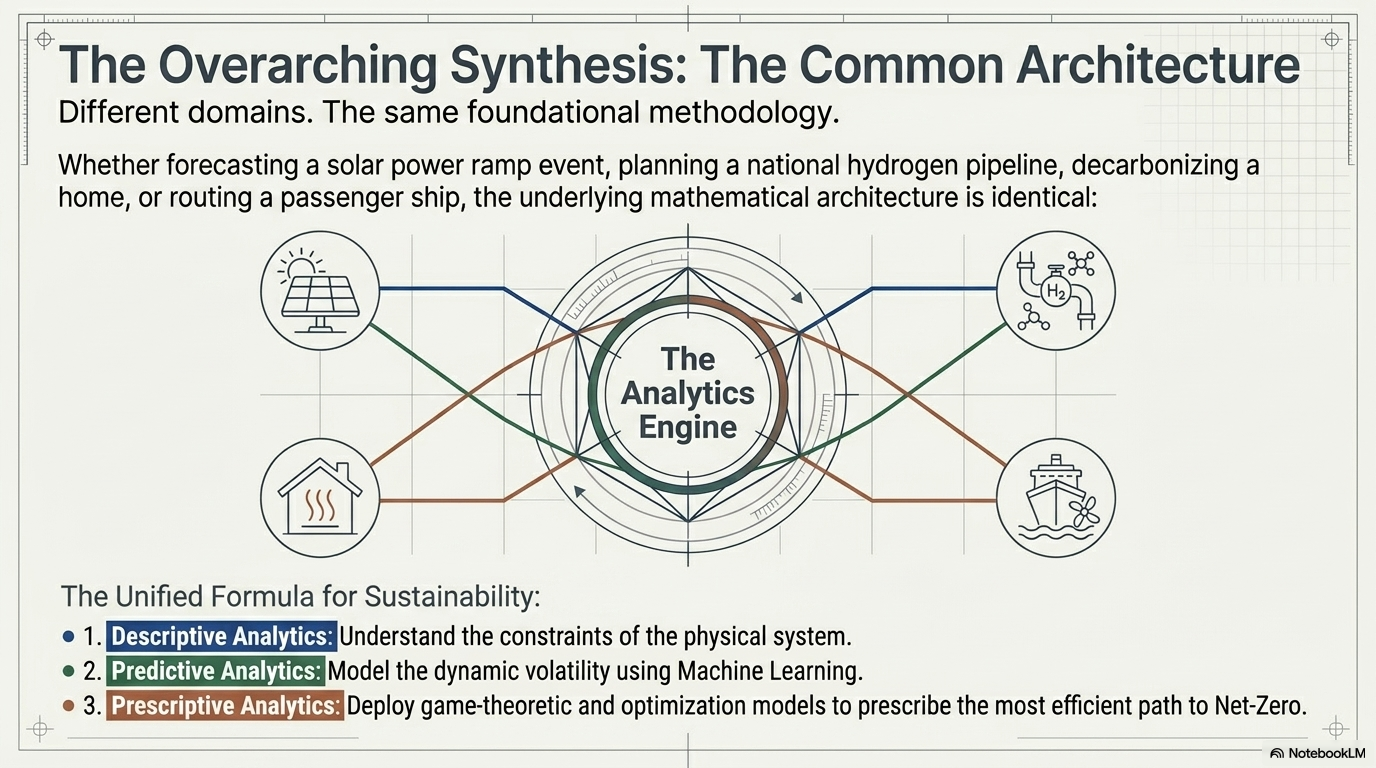 The Overarching Synthesis: The Common Architecture
Different domains. The same foundational methodology.
Whether forecasting a solar power ramp event, planning a national hydrogen pipeline, decarbonizing a
home, or routing a passenger ship, the underlying mathematical architecture is identical:
H₂
The
Analytics
Engine
The Unified Formula for Sustainability:
• 1. Descriptive Analytics: Understand the constraints of the physical system.
• 2. Predictive Analytics: Model the dynamic volatility using Machine Learning.
• 3. Prescriptive Analytics: Deploy game-theoretic and optimization models to prescribe the most efficient path to Net-Zero.
NotebookLM